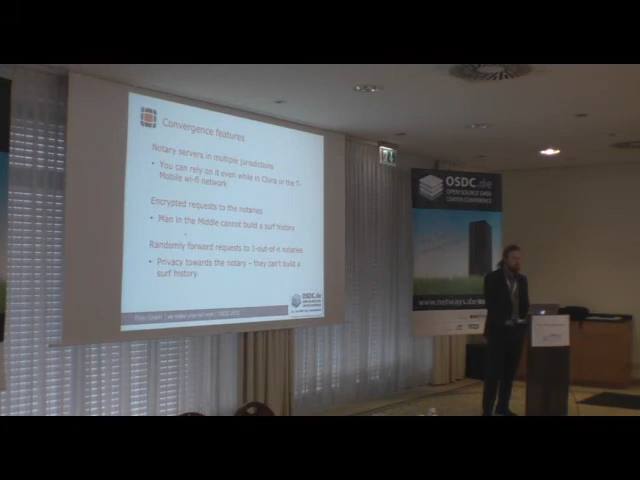 Convergence features
Notary servers in multiple jurisdictions
• You can rely on it even while in China or the T-
Mobile wi-fi network
Encrypted requests to the notaries
• Man in the Middle cannot build a surf history
Randomly forward requests to 1-out-of-n notaries
• Privacy towards the notary – they can't build a
surf history.
OSDC.de
OSDC.de
OPEN SOURCE DATA
CENTER CONFERENCE
www.netways.de